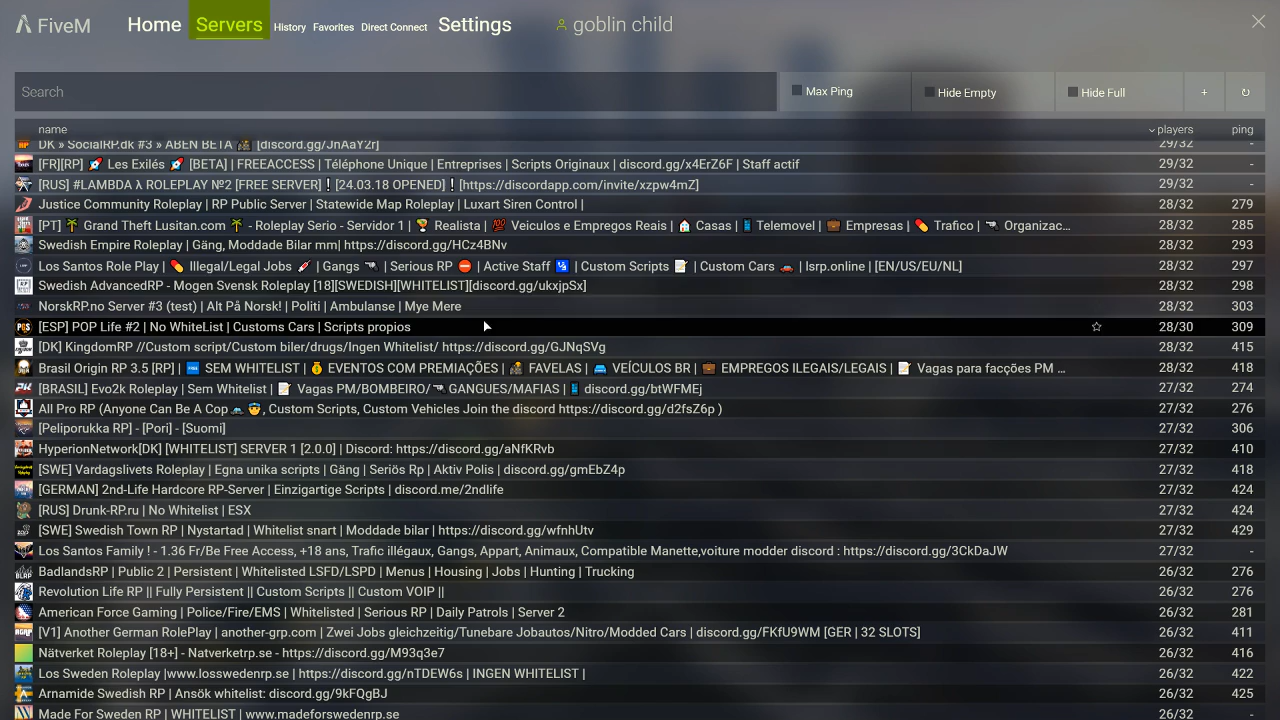 FiveM Home Servers History Favorites Direct Connect Settings goblin child
Search Max Ping Hide Empty Hide Full +
name players ping
DK » SocialRP.dk #3 » ÅBEN BETA [discord.gg/JnAaY2r] 29/32 -
[FR][RP] 🚀 Les Exilés 🚀 [BETA] | FREEACCESS | Téléphone Unique | Entreprises | Scripts Originaux | discord.gg/x4ErZ6F | Staff actif 29/32 -
[RUS] #LAMBDA λ ROLEPLAY №2 [FREE SERVER] ❗ [24.03.18 OPENED] ❗ [https://discordapp.com/invite/xzpw4mZ] 29/32 -
Justice Community Roleplay | RP Public Server | Statewide Map Roleplay | Luxart Siren Control | 28/32 279
[PT] 🌴 Grand Theft Lusitan.com 🌴 - Roleplay Serio - Servidor 1 | 🏆 Realista | 💯 Veiculos e Empregos Reais | 🏠 Casas | 📱 Telemovel | 💼 Empresas | 💊 Trafico | 🔫 Organizac... 28/32 285
Swedish Empire Roleplay | Gäng, Moddade Bilar mm| https://discord.gg/HCz4BNv 28/32 293
Los Santos Role Play | 💊 Illegal/Legal Jobs 💉 | Gangs 🔫 | Serious RP ⛔ | Active Staff | Custom Scripts 📝 | Custom Cars 🚗 | lsrp.online | [EN/US/EU/NL] 28/32 297
Swedish AdvancedRP - Mogen Svensk Roleplay [18][SWEDISH][WHITELIST][discord.gg/ukxjpSx] 28/32 298
NorskRP.no Server #3 (test) | Alt På Norsk! | Politi | Ambulanse | Mye Mere 28/32 303
[ESP] POP Life #2 | No WhiteList | Customs Cars | Scripts propios 28/30 309
[DK] KingdomRP //Custom script/Custom biler/drugs/Ingen Whitelist/ https://discord.gg/GJNqSVg 28/32 415
Brasil Origin RP 3.5 [RP] | 🆓 SEM WHITELIST | 💰 EVENTOS COM PREMIAÇÕES | FAVELAS | 🚘 VEÍCULOS BR | 💼 EMPREGOS ILEGAIS/LEGAIS | 📝 Vagas para facções PM ... 28/32 418
[BRASIL] Evo2k Roleplay | Sem Whitelist | 📝 Vagas PM/BOMBEIRO/ 🔫 GANGUES/MAFIAS | 📱 discord.gg/btWFMEj 27/32 274
All Pro RP (Anyone Can Be A Cop 🚓 👮, Custom Scripts, Custom Vehicles Join the discord https://discord.gg/d2fsZ6p ) 27/32 276
[Peliporukka RP] - [Pori] - [Suomi] 27/32 306
HyperionNetwork[DK] [WHITELIST] SERVER 1 [2.0.0] | Discord: https://discord.gg/aNfKRvb 27/32 410
[SWE] Vardagslivets Roleplay | Egna unika scripts | Gäng | Seriös Rp | Aktiv Polis | discord.gg/gmEbZ4p 27/32 418
[GERMAN] 2nd-Life Hardcore RP-Server | Einzigartige Scripts | discord.me/2ndlife 27/32 424
[RUS] Drunk-RP.ru | No Whitelist | ESX 27/32 424
[SWE] Swedish Town RP | Nystartad | Whitelist snart | Moddade bilar | https://discord.gg/wfnhUtv 27/32 429
Los Santos Family ! - 1.36 Fr/Be Free Access, +18 ans, Trafic illégaux, Gangs, Appart, Animaux, Compatible Manette,voiture modder discord : https://discord.gg/3CkDaJW 27/32 -
BadlandsRP | Public 2 | Persistent | Whitelisted LSFD/LSPD | Menus | Housing | Jobs | Hunting | Trucking 26/32 276
Revolution Life RP || Fully Persistent || Custom Scripts || Custom VOIP || 26/32 276
American Force Gaming | Police/Fire/EMS | Whitelisted | Serious RP | Daily Patrols | Server 2 26/32 281
[V1] Another German RolePlay | another-grp.com | Zwei Jobs gleichzeitig/Tunebare Jobautos/Nitro/Modded Cars | discord.gg/FKfU9WM [GER | 32 SLOTS] 26/32 411
Nätverket Roleplay [18+] - Natverketrp.se - https://discord.gg/M93q3e7 26/32 416
Los Sweden Roleplay |www.losswedenrp.se | https://discord.gg/nTDEW6s | INGEN WHITELIST | 26/32 422
Arnamide Swedish RP | Ansök whitelist: discord.gg/9kFQgBJ 26/32 425
Made For Sweden RP | WHITELIST | www.madeforswedenrp.se 26/32 -